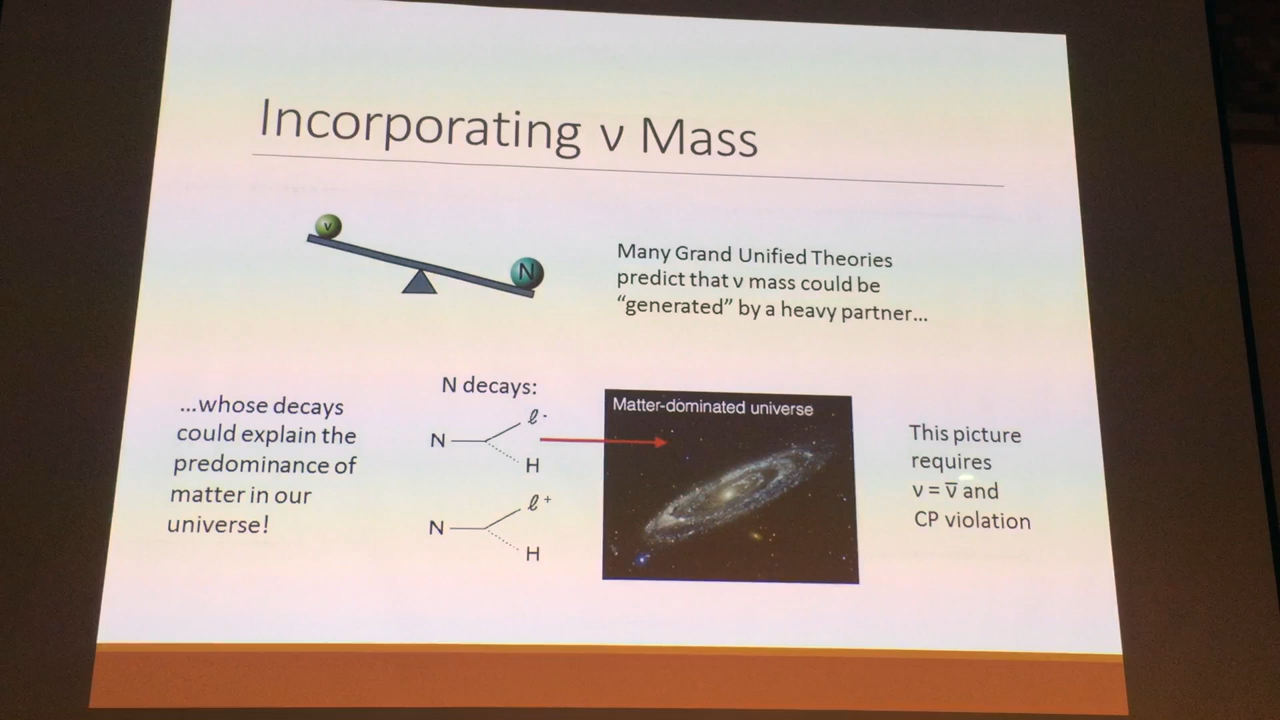 Incorporating ν Mass
ν
N
Many Grand Unified Theories
predict that ν mass could be
“generated” by a heavy partner...
...whose decays
could explain the
predominance of
matter in our
universe!
N decays:
N
ℓ-
H
N
ℓ+
H
Matter-dominated universe
This picture
requires
ν = ν̅ and
CP violation